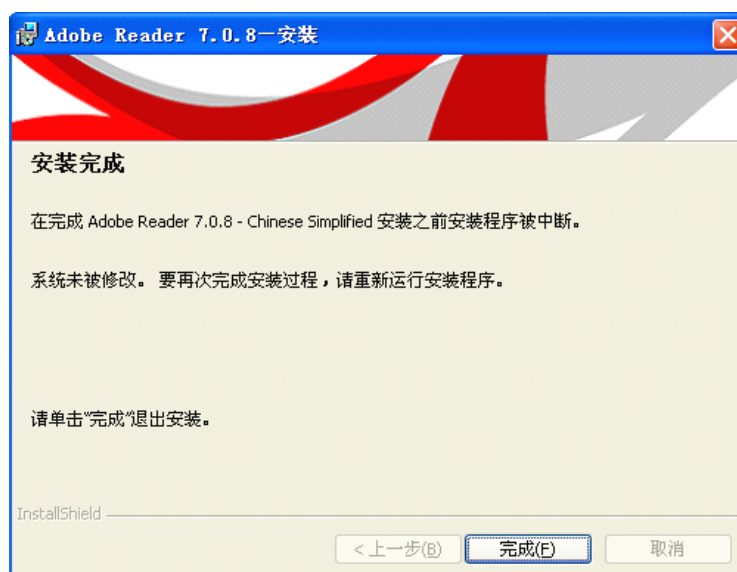 Adobe Reader 7.0.8—安装
安装完成
在完成 Adobe Reader 7.0.8 - Chinese Simplified 安装之前安装程序被中断。
系统未被修改。 要再次完成安装过程，请重新运行安装程序。
请单击“完成”退出安装。
InstallShield
< 上一步(B) 完成(F) 取消